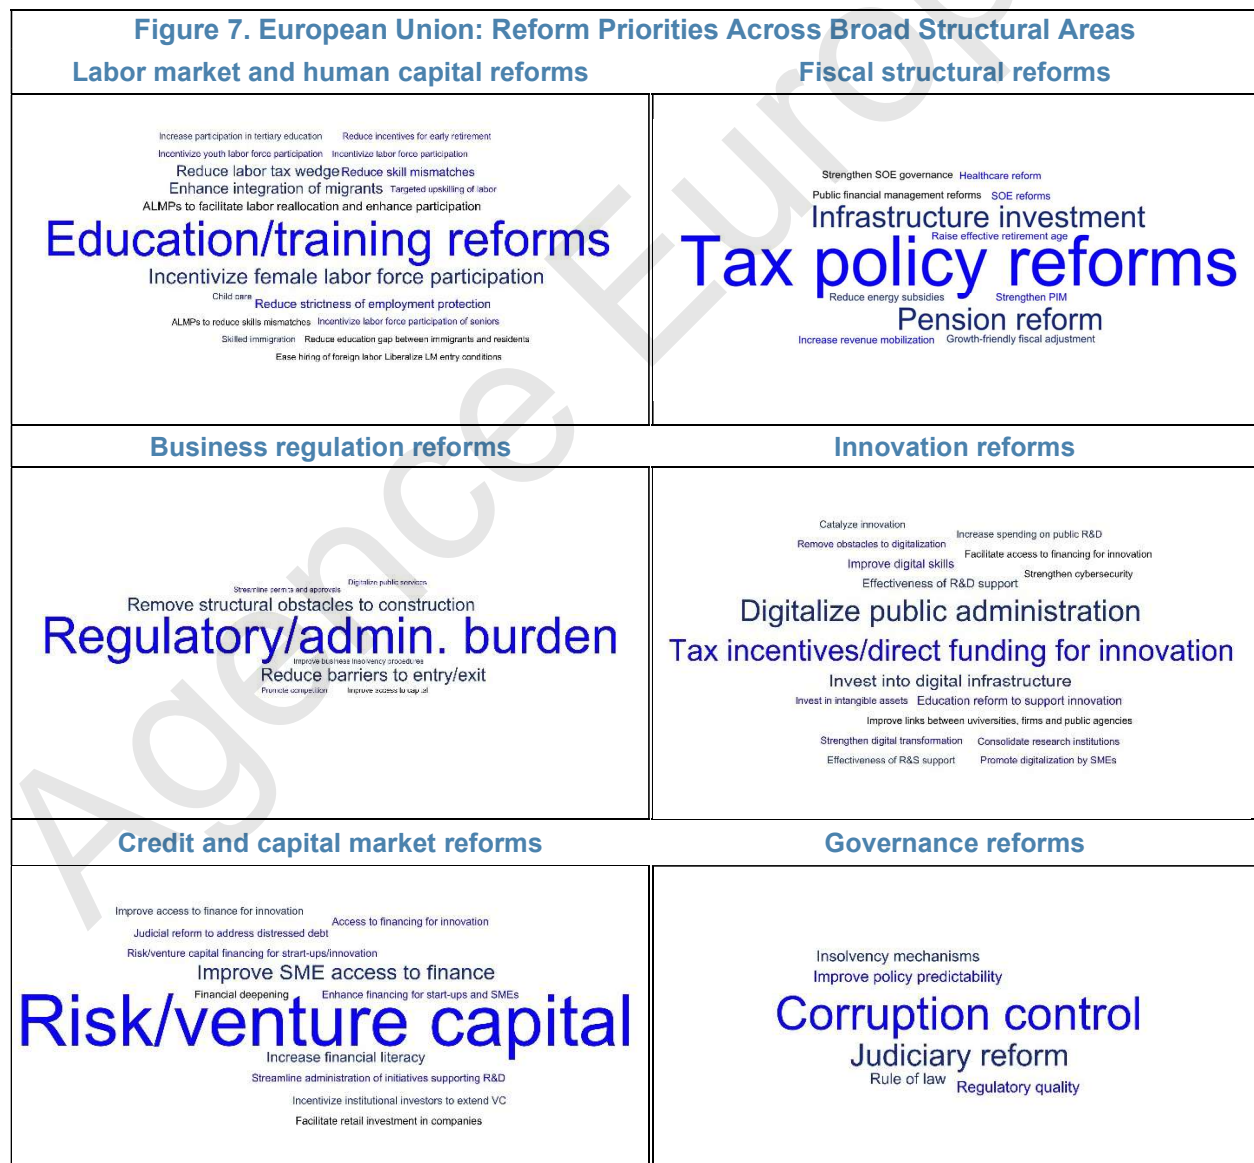 Figure 7. European Union: Reform Priorities Across Broad Structural Areas
Labor market and human capital reforms
Increase participation in tertiary education Reduce incentives for early retirement
Incentivize youth labor force participation Incentivize labor force participation
Reduce labor tax wedge Reduce skill mismatches
Enhance integration of migrants Targeted upskilling of labor
ALMPs to facilitate labor reallocation and enhance participation
Education/training reforms
Incentivize female labor force participation
Child care
Reduce strictness of employment protection
ALMPs to reduce skills mismatches Incentivize labor force participation of seniors
Skilled immigration Reduce education gap between immigrants and residents
Ease hiring of foreign labor Liberalize LM entry conditions
Fiscal structural reforms
Strengthen SOE governance Healthcare reform
Public financial management reforms SOE reforms
Infrastructure investment
Raise effective retirement age
Tax policy reforms
Reduce energy subsidies Strengthen PIM
Pension reform
Increase revenue mobilization Growth-friendly fiscal adjustment
Business regulation reforms
Digitalize public services
Streamline permits and approvals
Remove structural obstacles to construction
Regulatory/admin. burden
Improve business insolvency procedures
Reduce barriers to entry/exit
Promote competition Improve access to capital
Innovation reforms
Catalyze innovation
Increase spending on public R&D
Remove obstacles to digitalization
Facilitate access to financing for innovation
Improve digital skills
Strengthen cybersecurity
Effectiveness of R&D support
Digitalize public administration
Tax incentives/direct funding for innovation
Invest into digital infrastructure
Invest in intangible assets Education reform to support innovation
Improve links between uviversities, firms and public agencies
Strengthen digital transformation Consolidate research institutions
Effectiveness of R&S support Promote digitalization by SMEs
Credit and capital market reforms
Improve access to finance for innovation
Access to financing for innovation
Judicial reform to address distressed debt
Risk/venture capital financing for strart-ups/innovation
Improve SME access to finance
Financial deepening Enhance financing for start-ups and SMEs
Risk/venture capital
Increase financial literacy
Streamline administration of initiatives supporting R&D
Incentivize institutional investors to extend VC
Facilitate retail investment in companies
Governance reforms
Insolvency mechanisms
Improve policy predictability
Corruption control
Judiciary reform
Rule of law Regulatory quality
Agence Europ